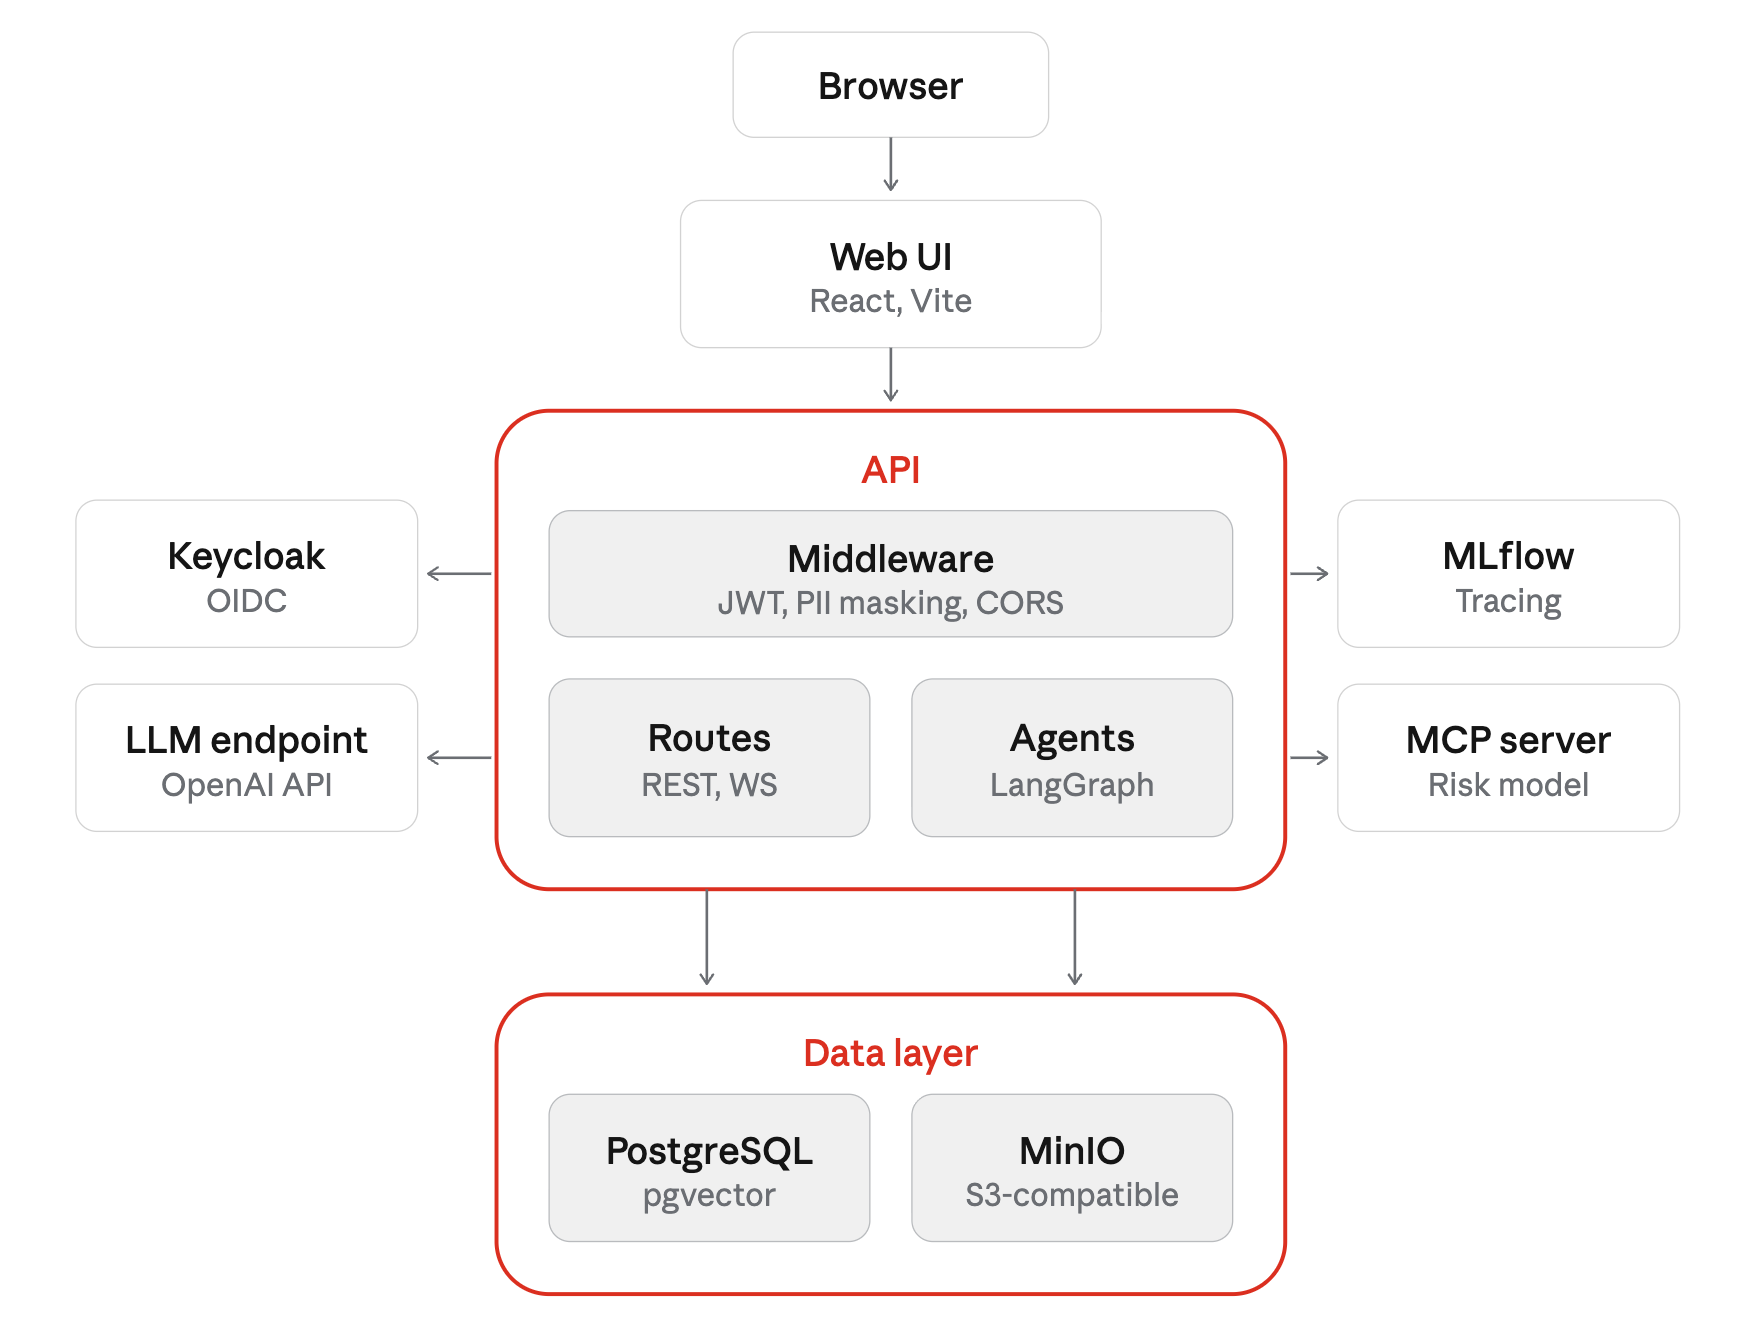 Browser
Web UI
React, Vite
API
Middleware
JWT, PII masking, CORS
Keycloak
OIDC
MLflow
Tracing
LLM endpoint
OpenAI API
Routes
REST, WS
Agents
LangGraph
MCP server
Risk model
Data layer
PostgreSQL
pgvector
MinIO
S3-compatible